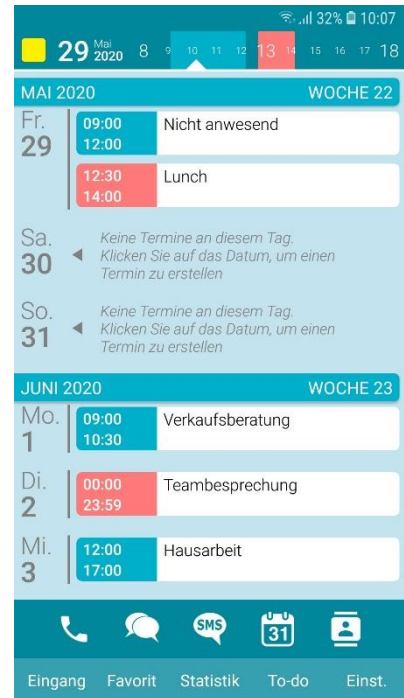 32% 10:07
29 Mai 2020 8 9 10 11 12 13 14 15 16 17 18
MAI 2020 WOCHE 22
Fr. 29
09:00 12:00 Nicht anwesend
12:30 14:00 Lunch
Sa. 30
Keine Termine an diesem Tag.
Klicken Sie auf das Datum, um einen
Termin zu erstellen
So. 31
Keine Termine an diesem Tag.
Klicken Sie auf das Datum, um einen
Termin zu erstellen
JUNI 2020 WOCHE 23
Mo. 1
09:00 10:30 Verkaufsberatung
Di. 2
00:00 23:59 Teambesprechung
Mi. 3
12:00 17:00 Hausarbeit
SMS 31
Eingang Favorit Statistik To-do Einst.